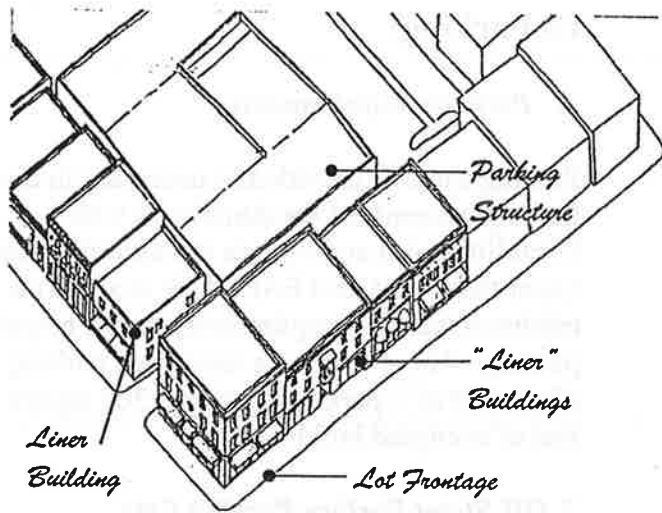 Parking
Structure
"Liner"
Buildings
Liner
Building
Lot Frontage